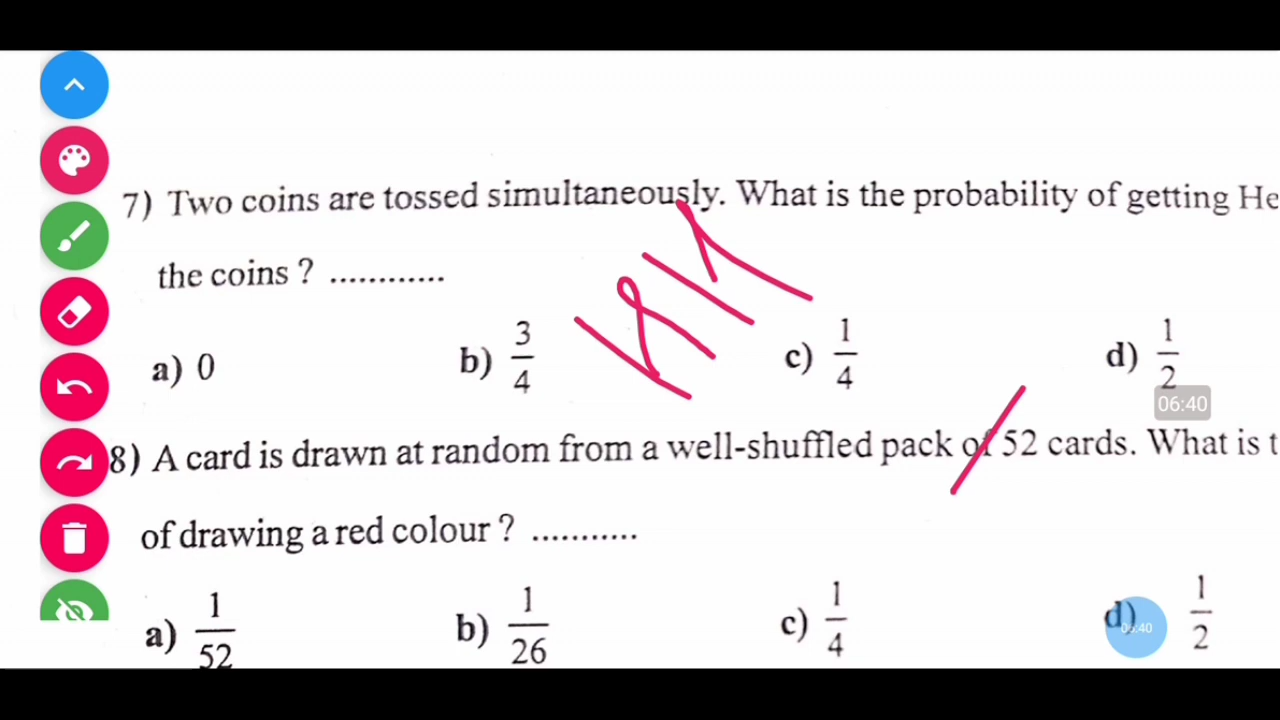 7) Two coins are tossed simultaneously. What is the probability of getting He
the coins ? ............
a) 0 b) 3/4 c) 1/4 d) 1/2
06:40
8) A card is drawn at random from a well-shuffled pack of 52 cards. What is t
of drawing a red colour ? ...........
a) 1/52 b) 1/26 c) 1/4 d) 1/2
06:40